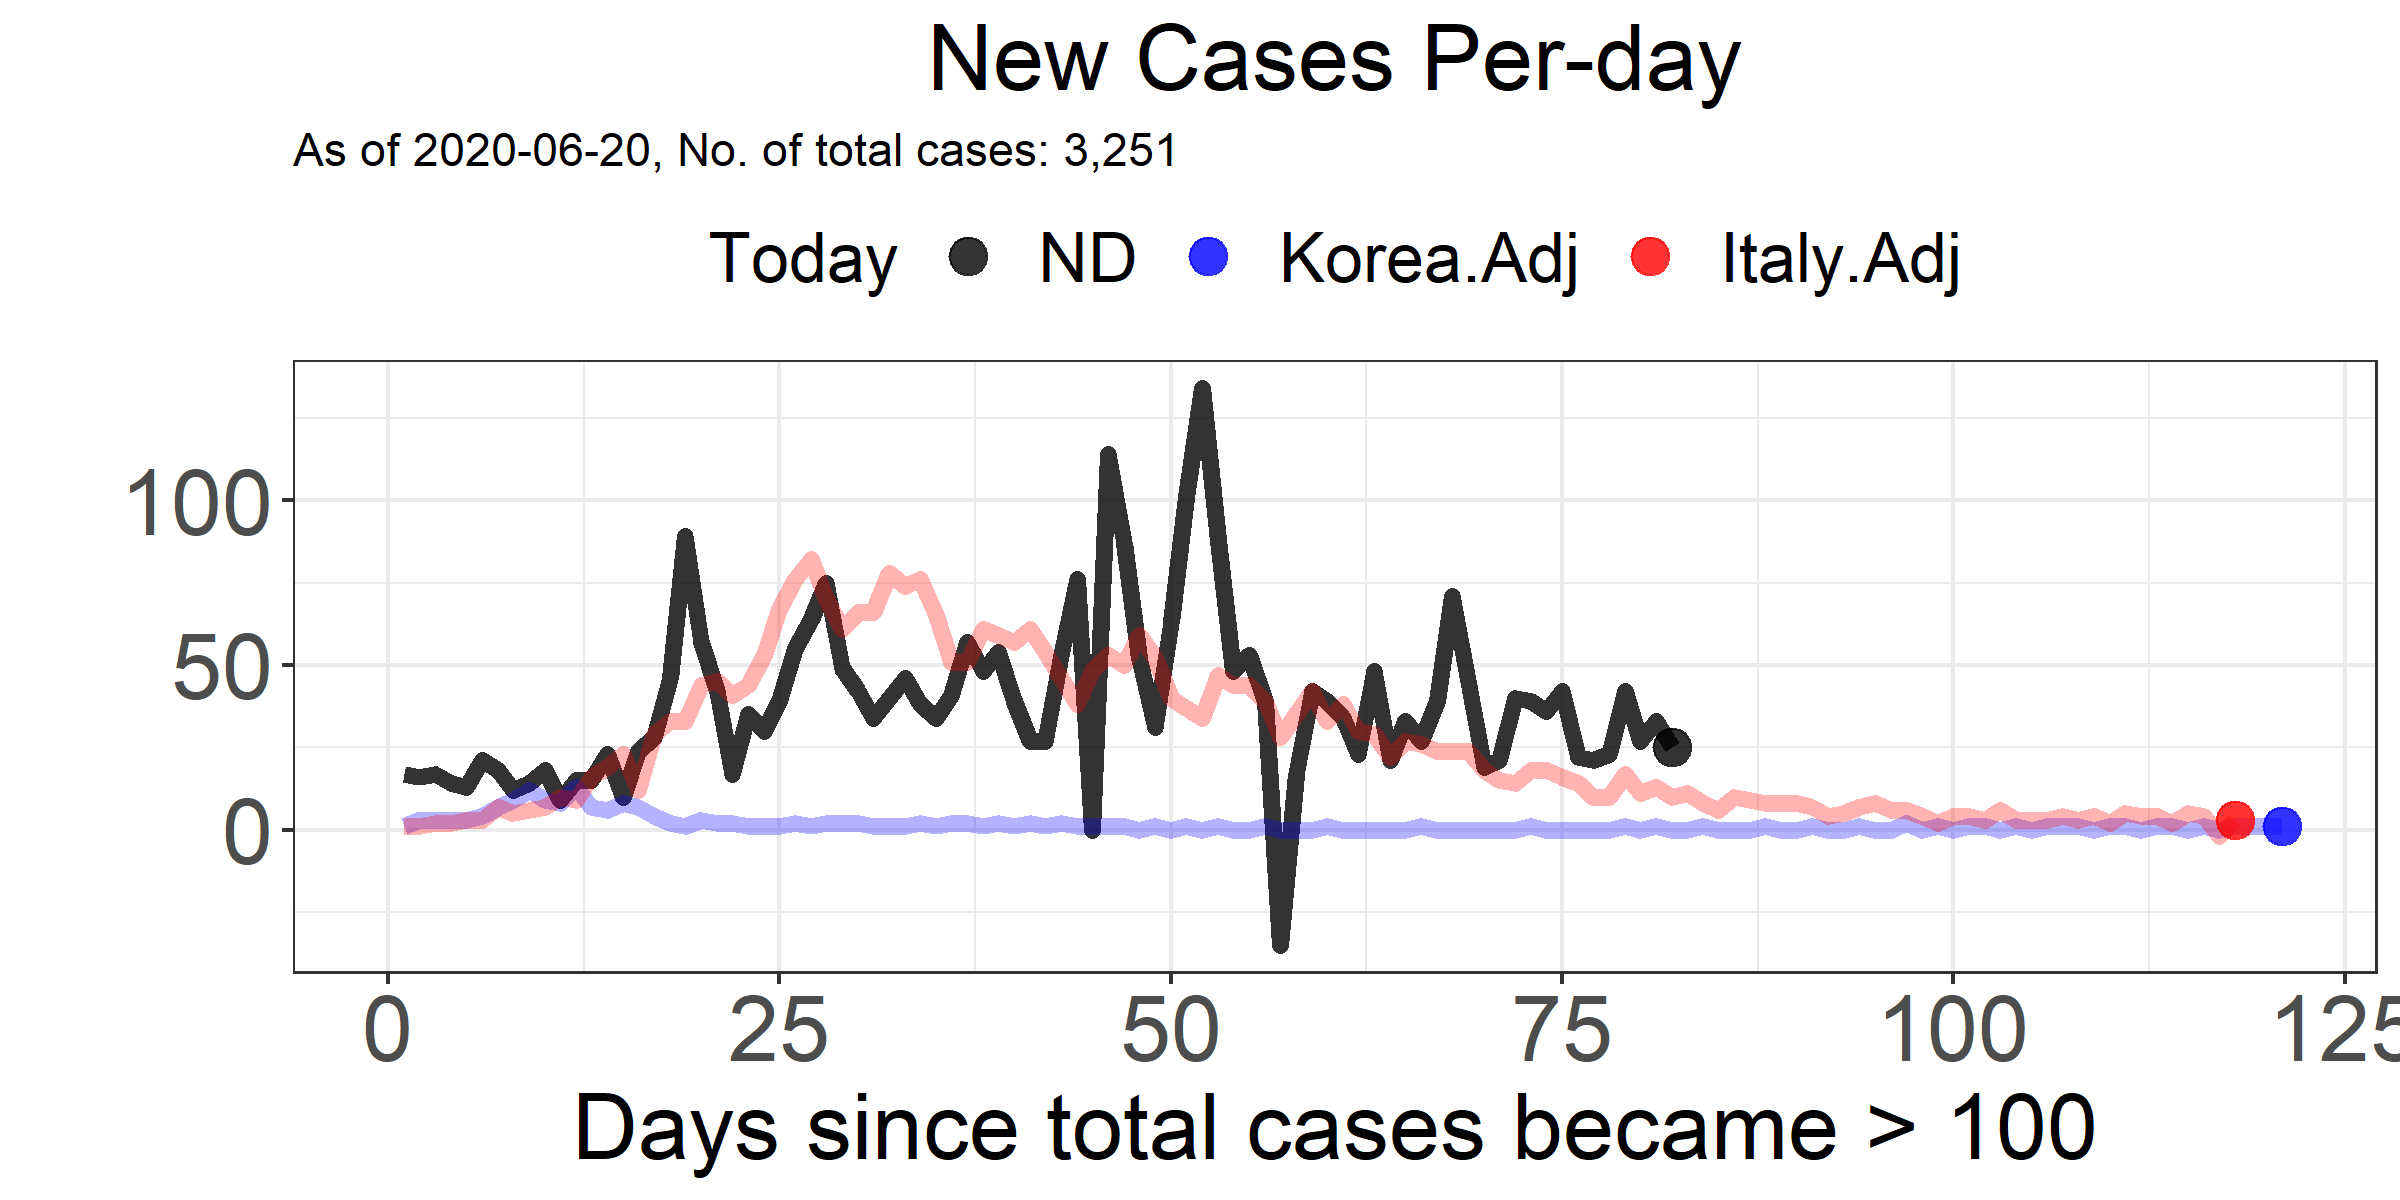 New Cases Per-day
As of 2020-06-20, No. of total cases: 3,251
Today ND Korea.Adj Italy.Adj
100
50
0
0 25 50 75 100 125
Days since total cases became > 100